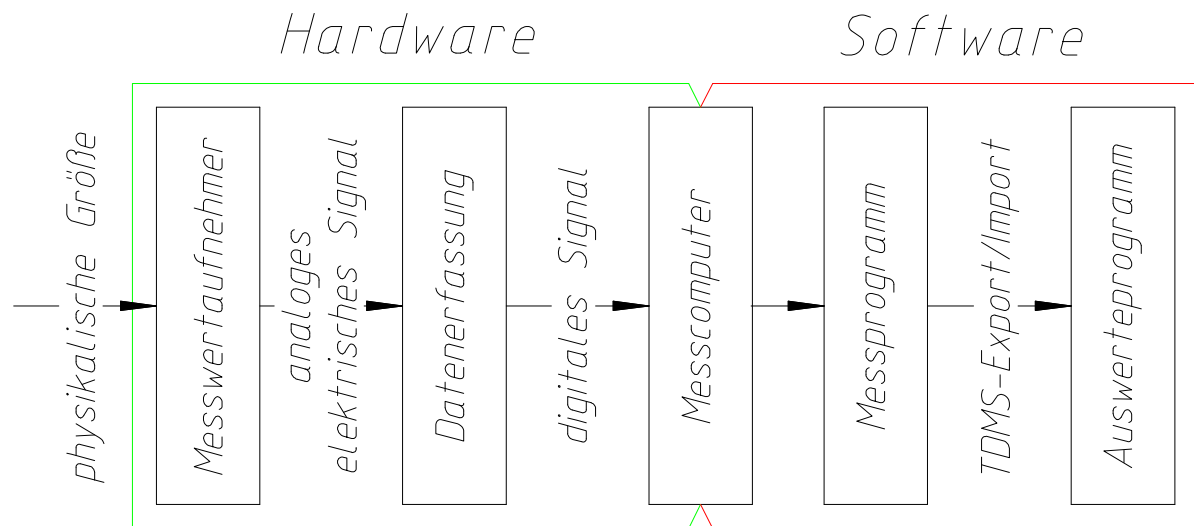 Hardware
Software
physikalische Größe
Messwertaufnehmer
analoges
elektrisches Signal
Datenerfassung
digitales Signal
Messcomputer
Messprogramm
TDMS-Export/Import
Auswerteprogramm